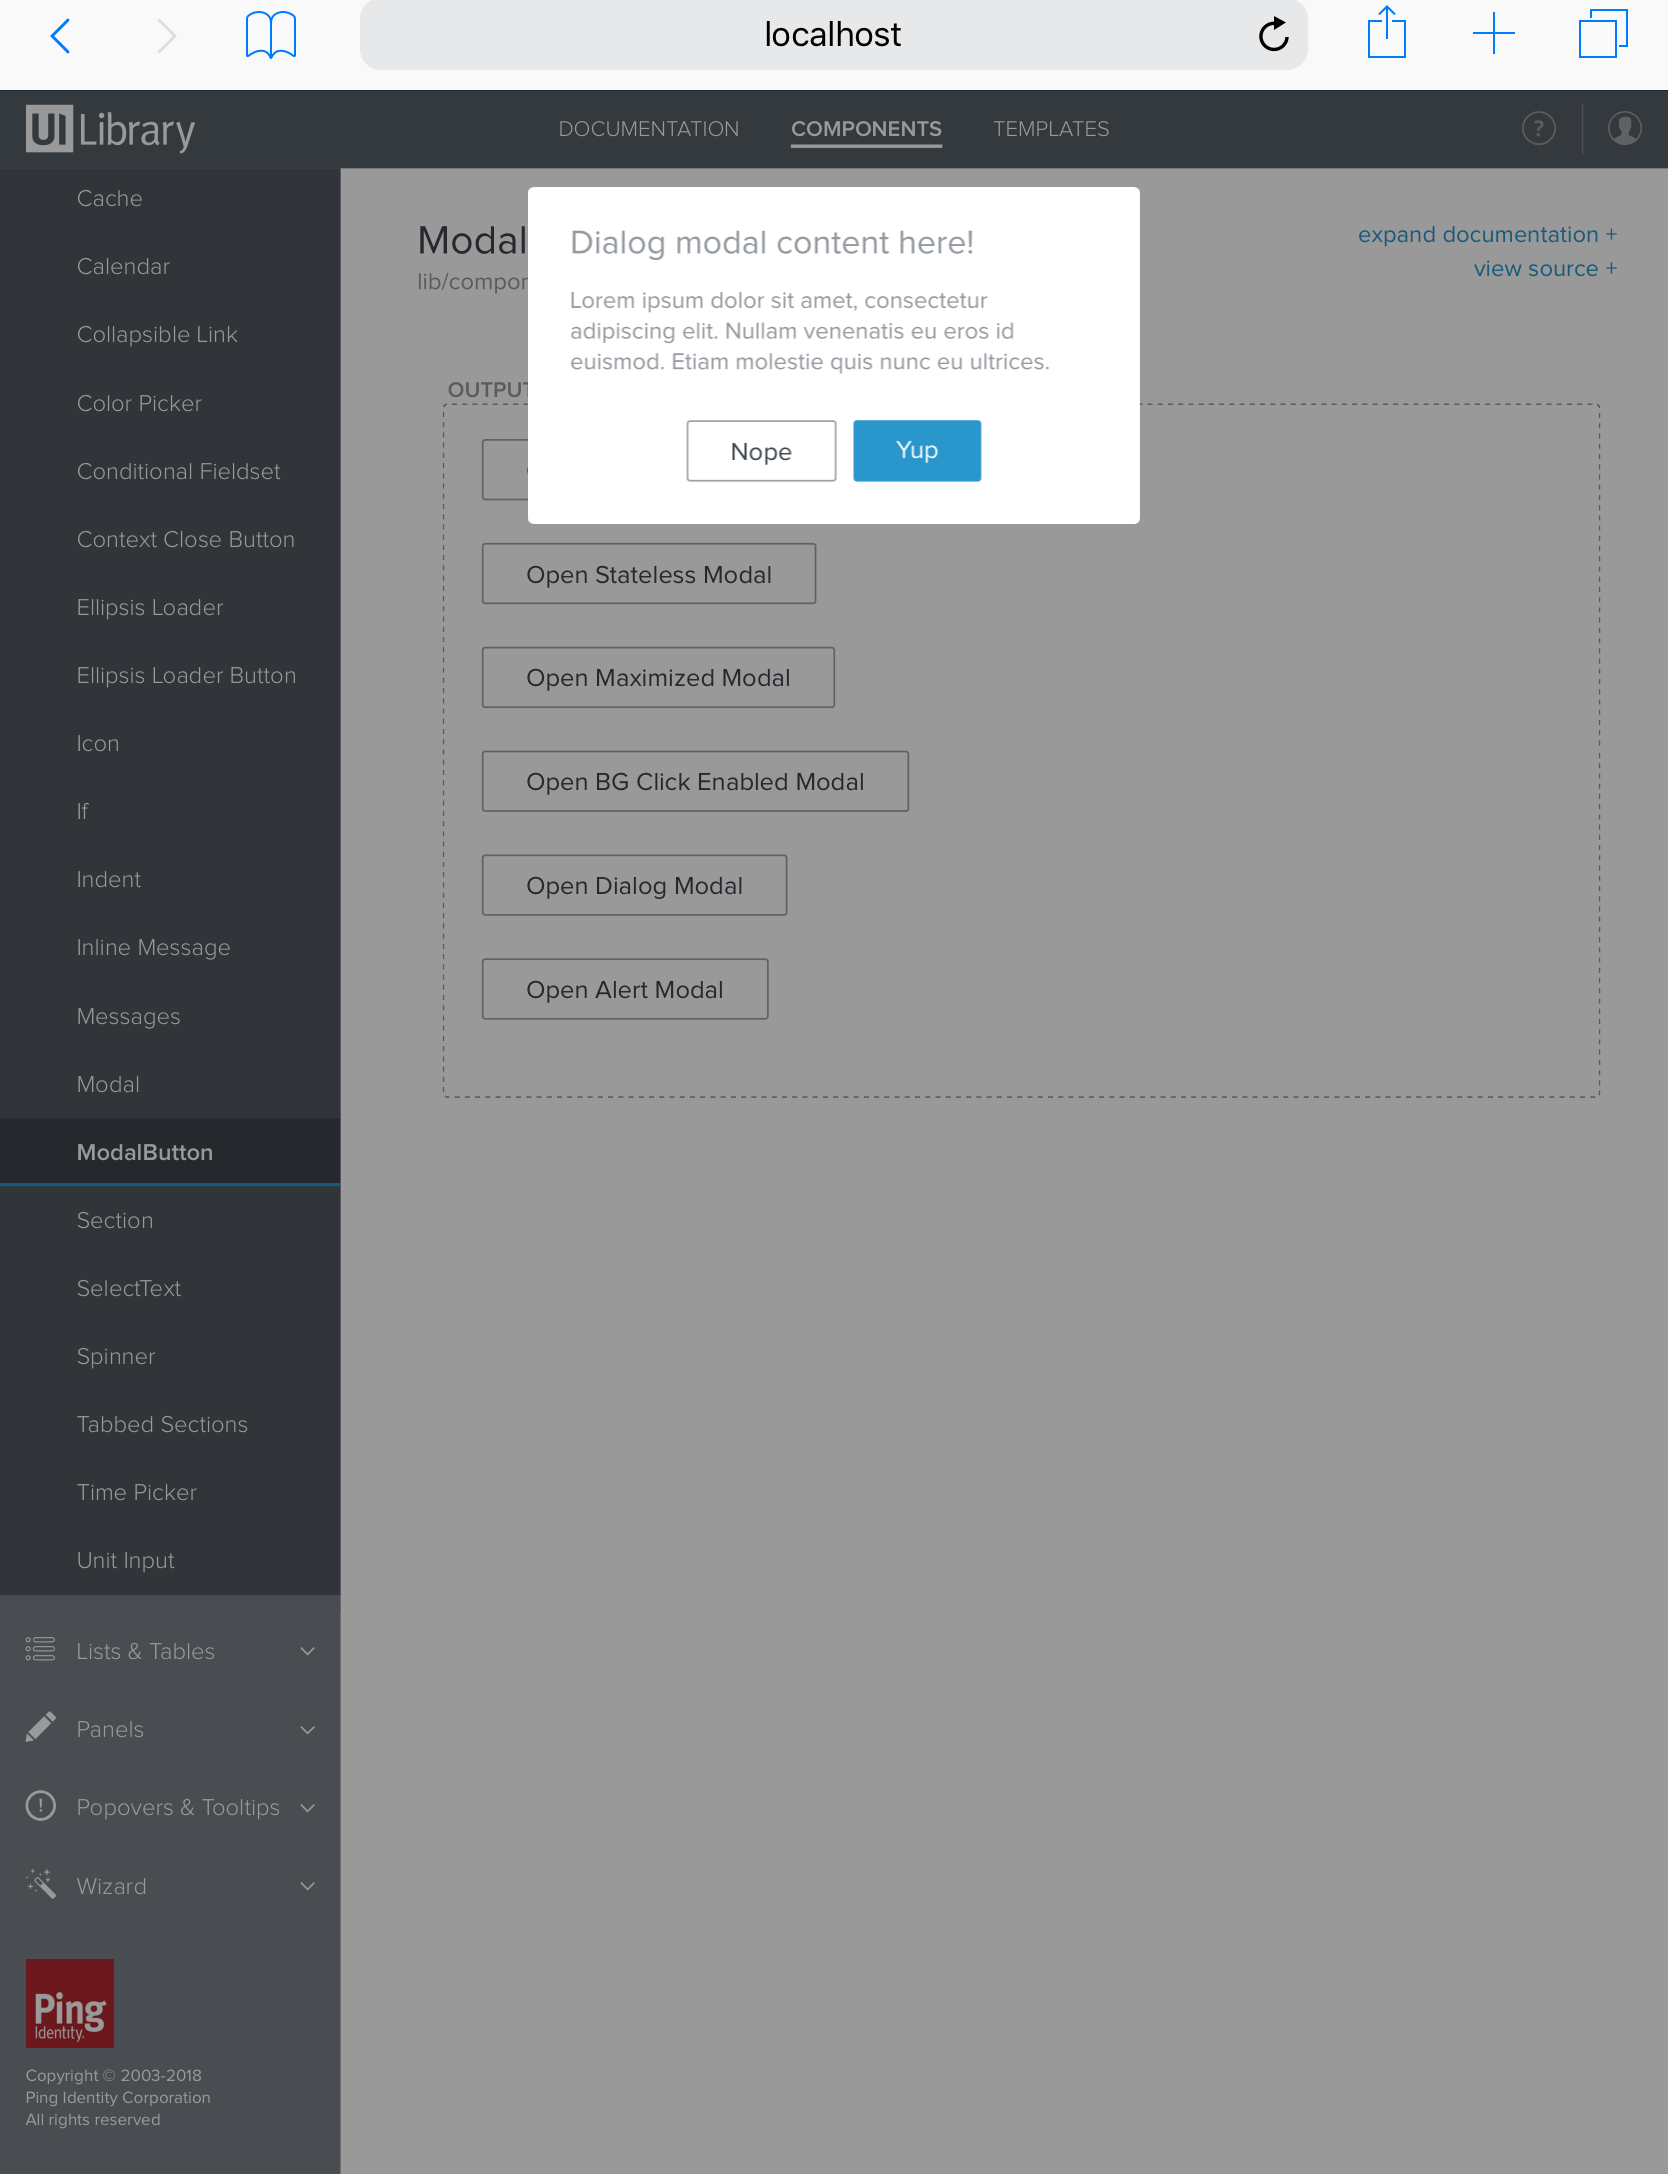 localhost
UI Library
DOCUMENTATION
COMPONENTS
TEMPLATES
?
Cache
Calendar
Collapsible Link
Color Picker
Conditional Fieldset
Context Close Button
Ellipsis Loader
Ellipsis Loader Button
Icon
If
Indent
Inline Message
Messages
Modal
ModalButton
Section
SelectText
Spinner
Tabbed Sections
Time Picker
Unit Input
Lists & Tables
Panels
Popovers & Tooltips
Wizard
Ping
Identity.
Copyright © 2003-2018
Ping Identity Corporation
All rights reserved
Modal
lib/compon
expand documentation +
view source +
OUTPUT
Dialog modal content here!
Lorem ipsum dolor sit amet, consectetur
adipiscing elit. Nullam venenatis eu eros id
euismod. Etiam molestie quis nunc eu ultrices.
Nope
Yup
Open Stateless Modal
Open Maximized Modal
Open BG Click Enabled Modal
Open Dialog Modal
Open Alert Modal